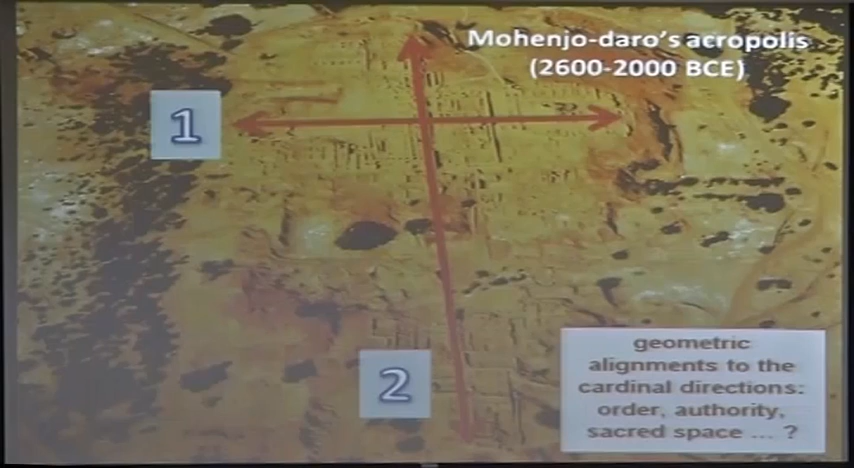 Mohenjo-daro's acropolis
(2600-2000 BCE)
1
2
geometric
alignments to the
cardinal directions:
order, authority,
sacred space ... ?